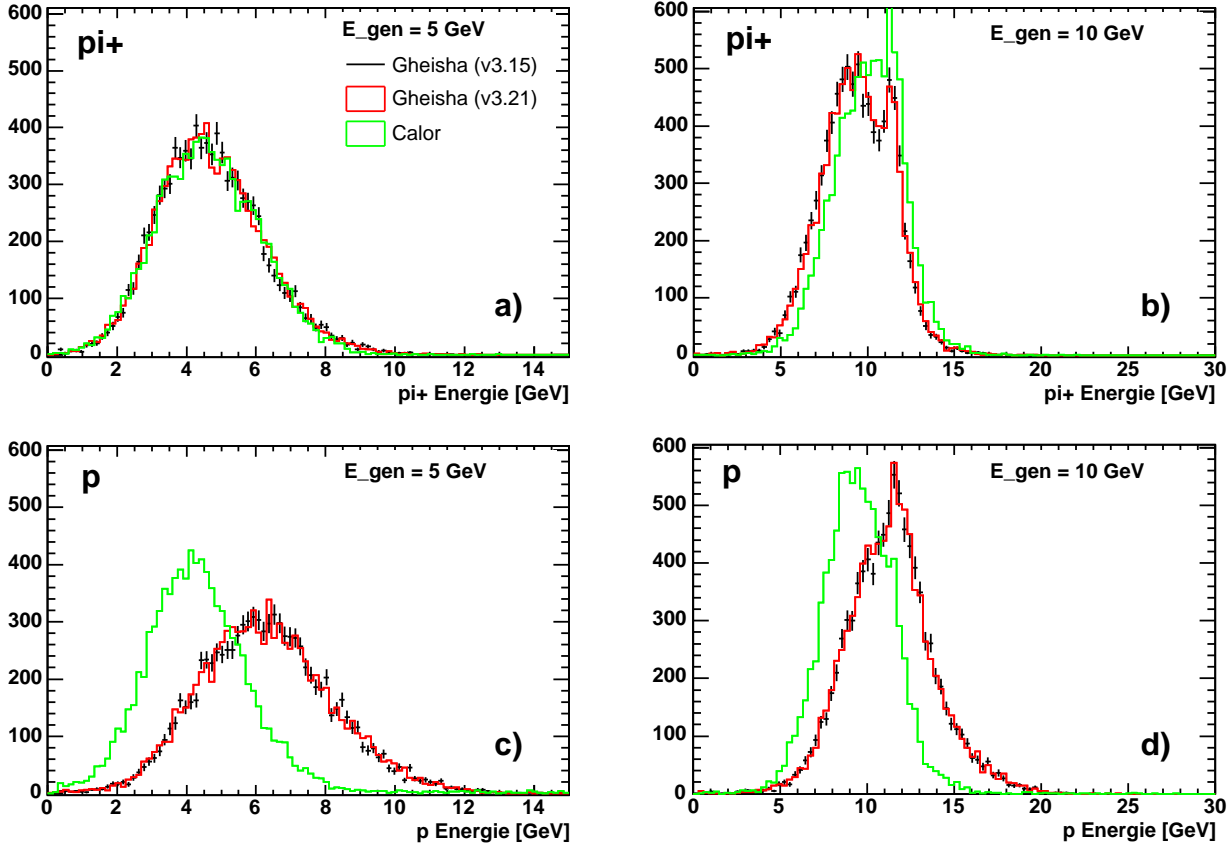 600
500
400
300
200
100
0
0 2 4 6 8 10 12 14
pi+
E_gen = 5 GeV
Gheisha (v3.15)
Gheisha (v3.21)
Calor
a)
pi+ Energie [GeV]
600
500
400
300
200
100
0
0 5 10 15 20 25 30
pi+
E_gen = 10 GeV
b)
pi+ Energie [GeV]
600
500
400
300
200
100
0
0 2 4 6 8 10 12 14
p
E_gen = 5 GeV
c)
p Energie [GeV]
600
500
400
300
200
100
0
0 5 10 15 20 25 30
p
E_gen = 10 GeV
d)
p Energie [GeV]